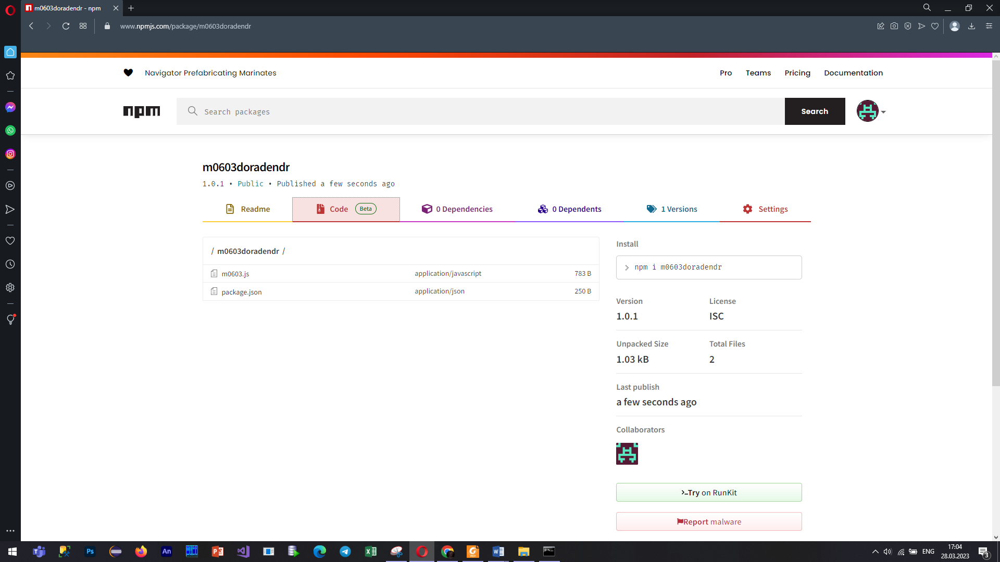 m0603doradendr - npm
www.npmjs.com/package/m0603doradendr
Navigator Prefabricating Marinates
Pro Teams Pricing Documentation
npm
Search packages
Search
m0603doradendr
1.0.1 • Public • Published a few seconds ago
Readme
Code Beta
0 Dependencies
0 Dependents
1 Versions
Settings
/ m0603doradendr /
m0603.js application/javascript 783 B
package.json application/json 250 B
Install
npm i m0603doradendr
Version License
1.0.1 ISC
Unpacked Size Total Files
1.03 kB 2
Last publish
a few seconds ago
Collaborators
Try on RunKit
Report malware
Ps
An
ENG
17:04
28.03.2023
3